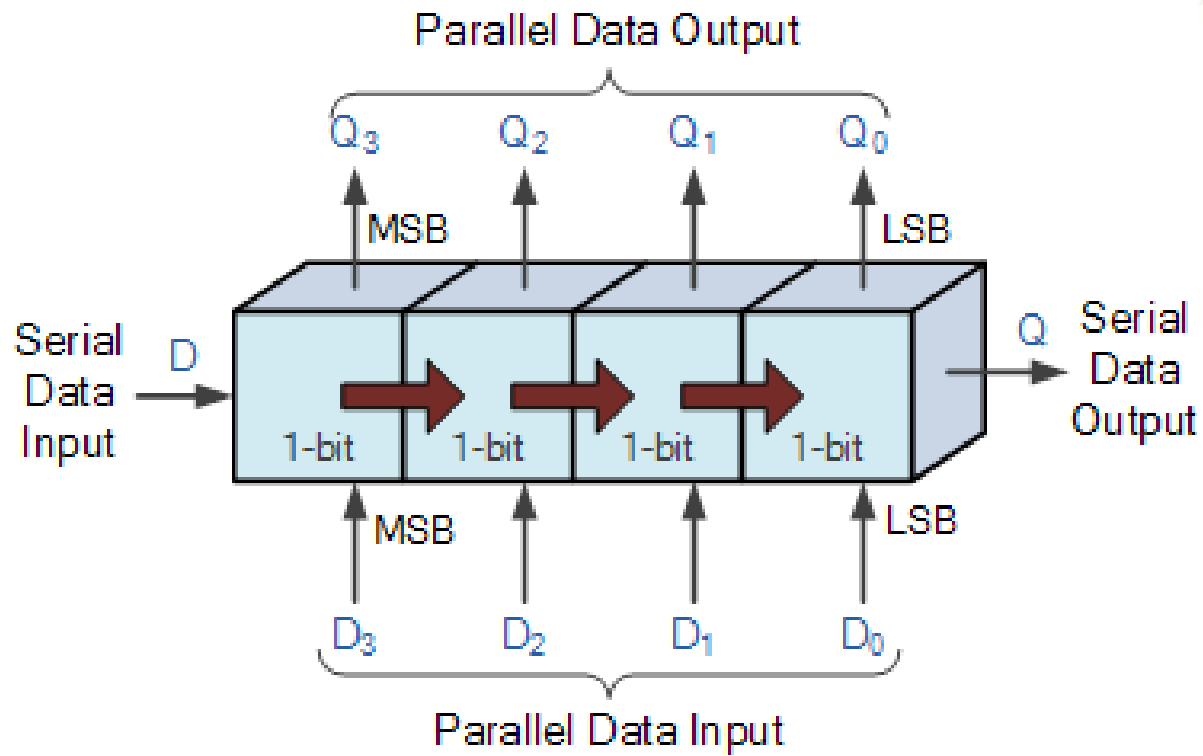 Parallel Data Output
Q₃ Q₂ Q₁ Q₀
MSB LSB
Serial
Data
Input
D
1-bit 1-bit 1-bit 1-bit
Q
Serial
Data
Output
MSB LSB
D₃ D₂ D₁ D₀
Parallel Data Input